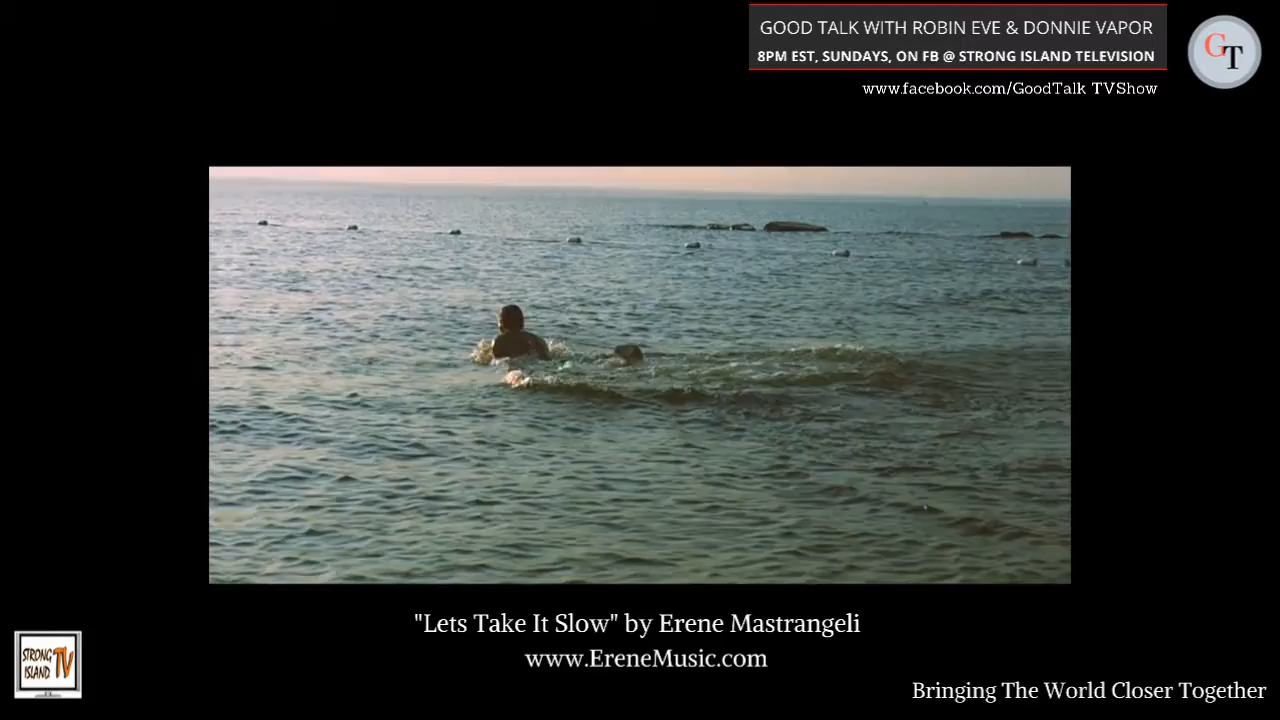 GOOD TALK WITH ROBIN EVE & DONNIE VAPOR
8PM EST, SUNDAYS, ON FB @ STRONG ISLAND TELEVISION
GT
www.facebook.com/GoodTalk TVShow
"Lets Take It Slow" by Erene Mastrangeli
www.EreneMusic.com
STRONG
ISLAND
TV
Bringing The World Closer Together